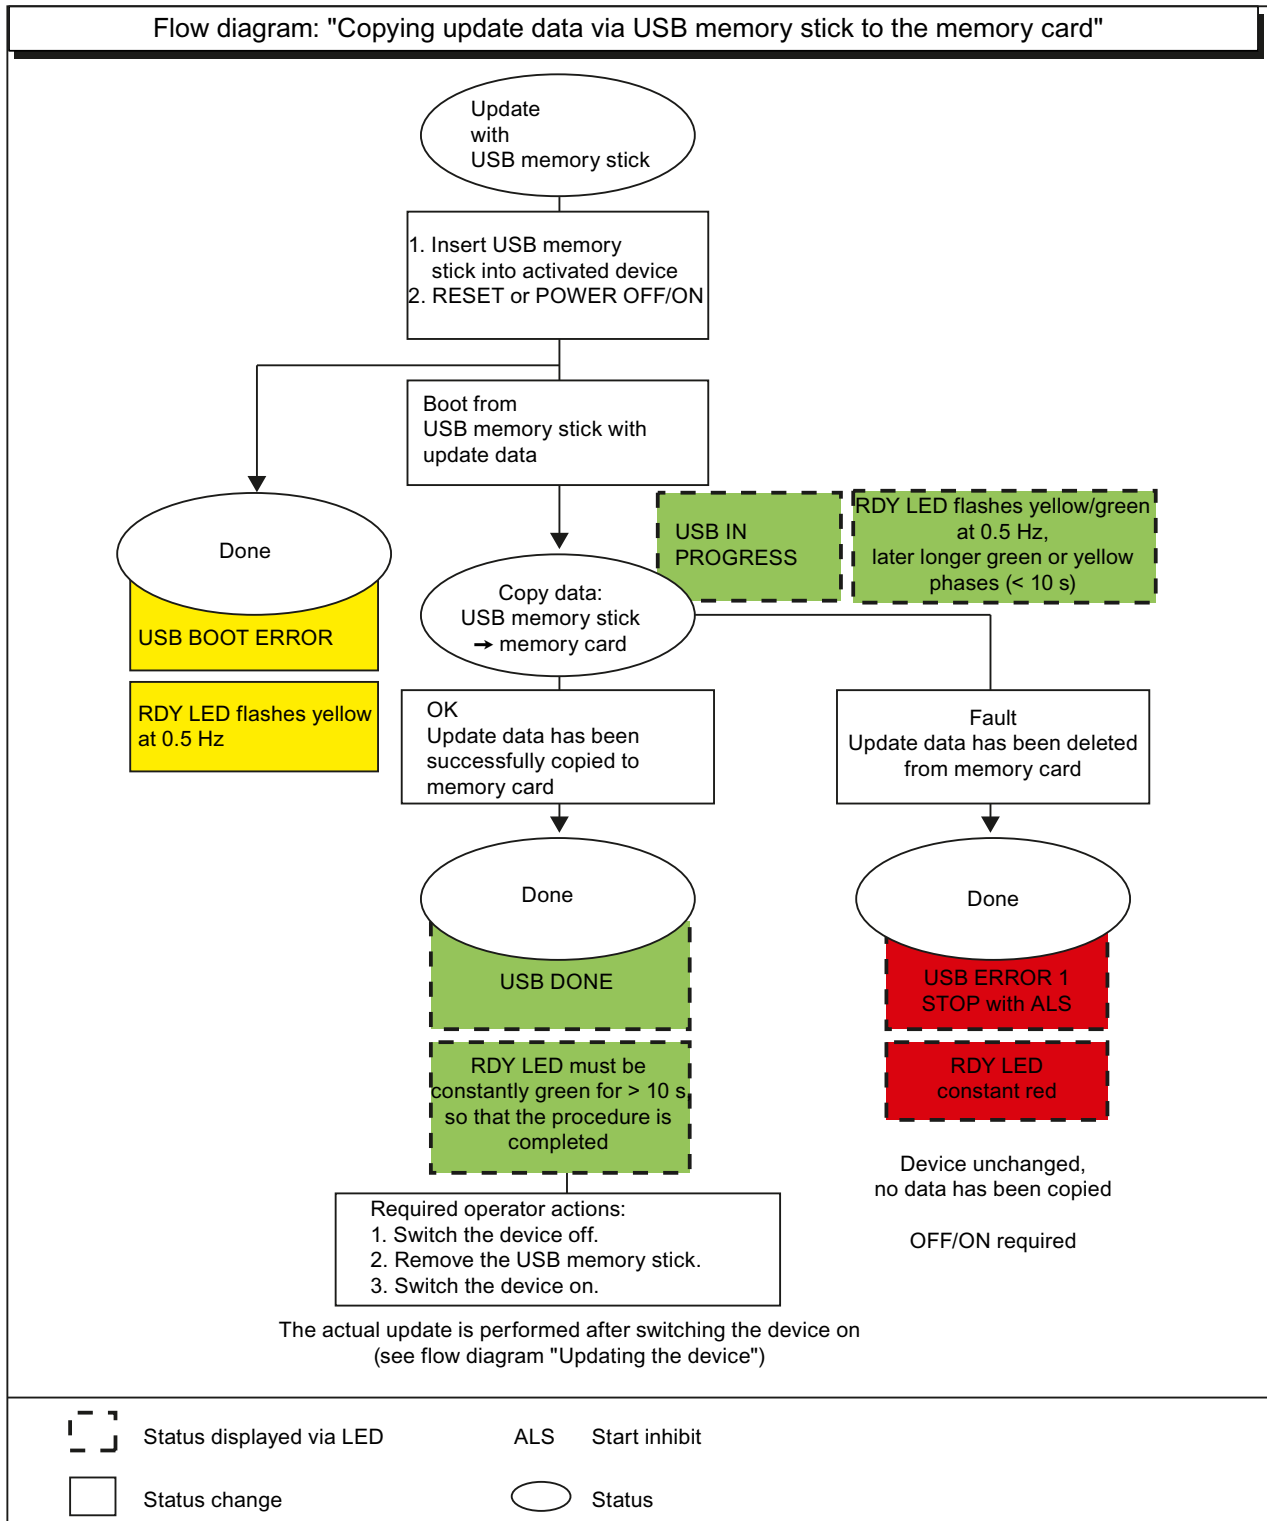 Flow diagram: "Copying update data via USB memory stick to the memory card"
Update
with
USB memory stick
1. Insert USB memory
stick into activated device
2. RESET or POWER OFF/ON
Boot from
USB memory stick with
update data
Done
USB BOOT ERROR
RDY LED flashes yellow
at 0.5 Hz
USB IN
PROGRESS
RDY LED flashes yellow/green
at 0.5 Hz,
later longer green or yellow
phases (< 10 s)
Copy data:
USB memory stick
→ memory card
OK
Update data has been
successfully copied to
memory card
Fault
Update data has been deleted
from memory card
Done
USB DONE
RDY LED must be
constantly green for > 10 s
so that the procedure is
completed
Done
USB ERROR 1
STOP with ALS
RDY LED
constant red
Device unchanged,
no data has been copied
OFF/ON required
Required operator actions:
1. Switch the device off.
2. Remove the USB memory stick.
3. Switch the device on.
The actual update is performed after switching the device on
(see flow diagram "Updating the device")
Status displayed via LED
ALS Start inhibit
Status change
Status